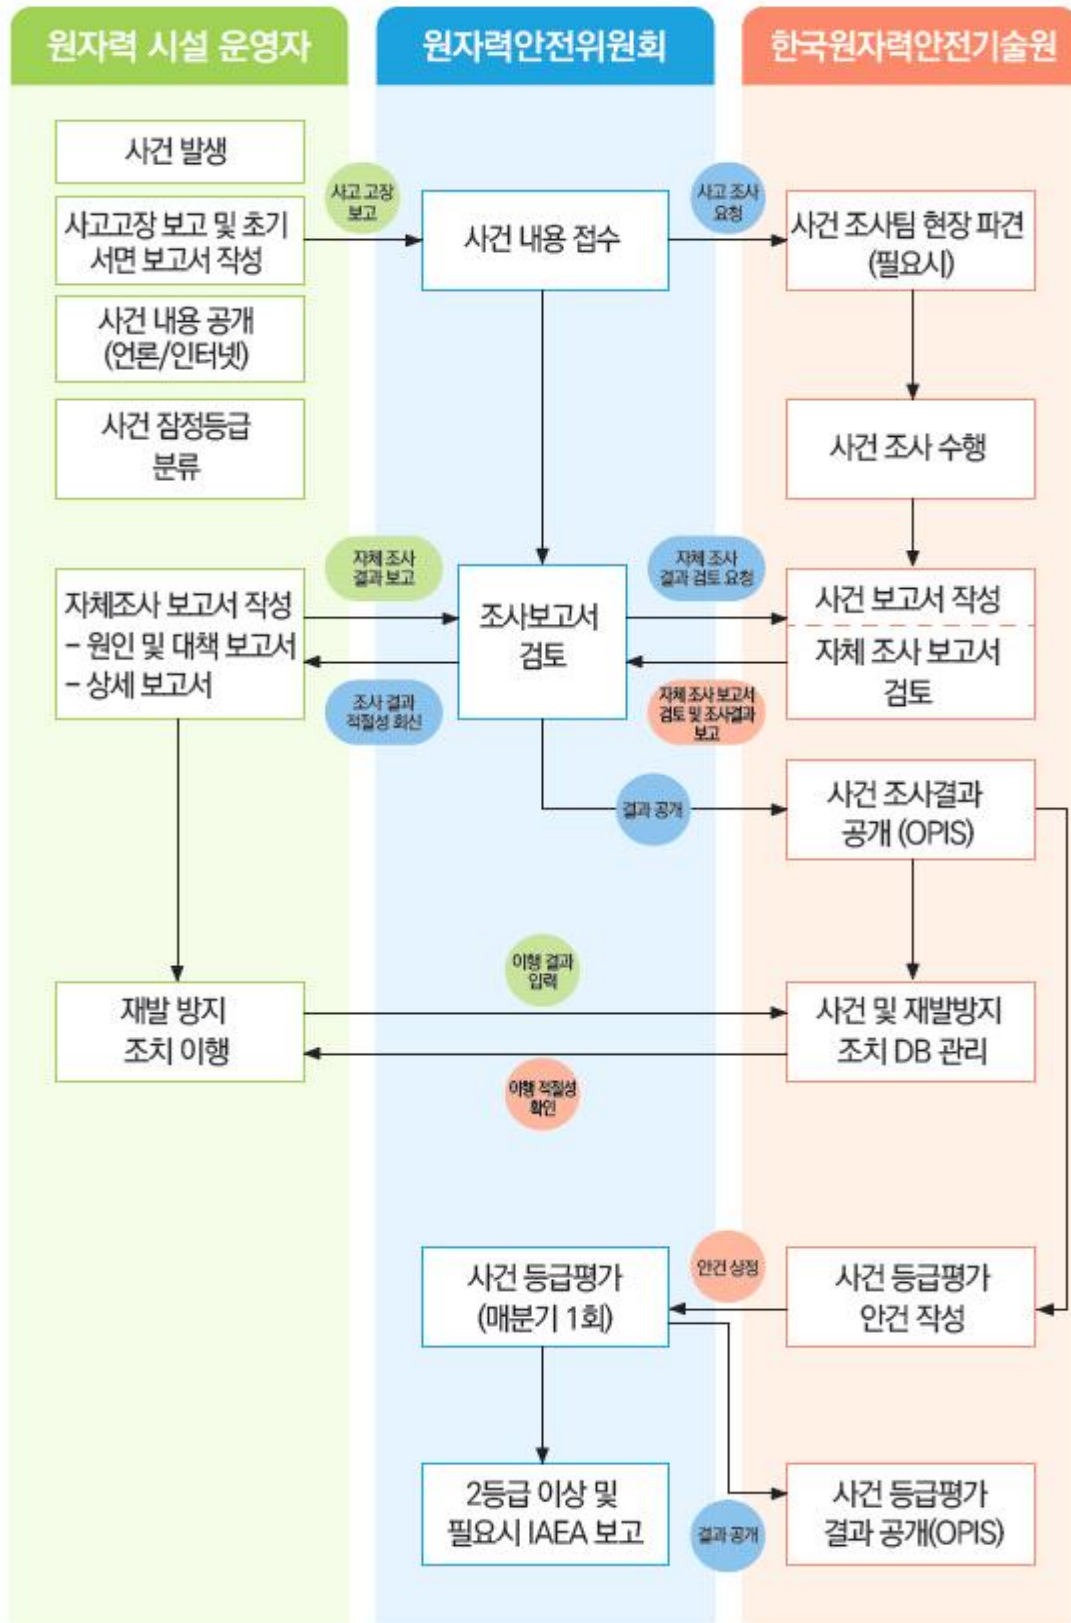 원자력 시설 운영자
원자력안전위원회
한국원자력안전기술원
사건 발생
사고 고장
보고
사고 조사
요청
사고고장 보고 및 초기
서면 보고서 작성
사건 내용 접수
사건 조사팀 현장 파견
(필요시)
사건 내용 공개
(언론/인터넷)
사건 잠정등급
분류
사건 조사 수행
자체 조사
결과 보고
자체 조사
결과 검토 요청
자체조사 보고서 작성
– 원인 및 대책 보고서
– 상세 보고서
조사보고서
검토
사건 보고서 작성
자체 조사 보고서
검토
조사 결과
적절성 회신
자체 조사 보고서
검토 및 조사결과
보고
결과 공개
사건 조사결과
공개 (OPIS)
이행 결과
입력
재발 방지
조치 이행
사건 및 재발방지
조치 DB 관리
이행 적절성
확인
사건 등급평가
(매분기 1회)
안건 상정
사건 등급평가
안건 작성
2등급 이상 및
필요시 IAEA 보고
결과 공개
사건 등급평가
결과 공개(OPIS)